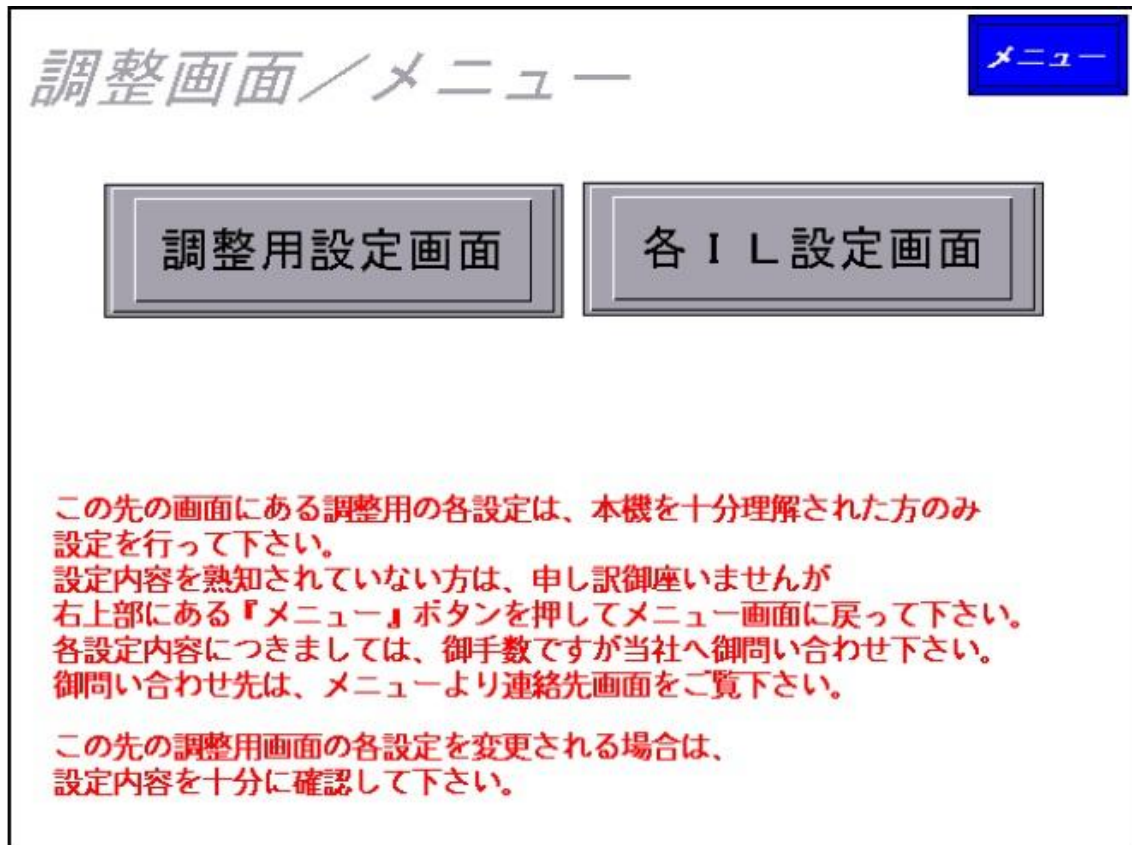 調整画面／メニュー
メニュー
調整用設定画面
各ＩＬ設定画面
この先の画面にある調整用の各設定は、本機を十分理解された方のみ
設定を行って下さい。
設定内容を熟知されていない方は、申し訳御座いませんが
右上部にある『メニュー』ボタンを押してメニュー画面に戻って下さい。
各設定内容につきましては、御手数ですが当社へ御問い合わせ下さい。
御問い合わせ先は、メニューより連絡先画面をご覧下さい。
この先の調整用画面の各設定を変更される場合は、
設定内容を十分に確認して下さい。